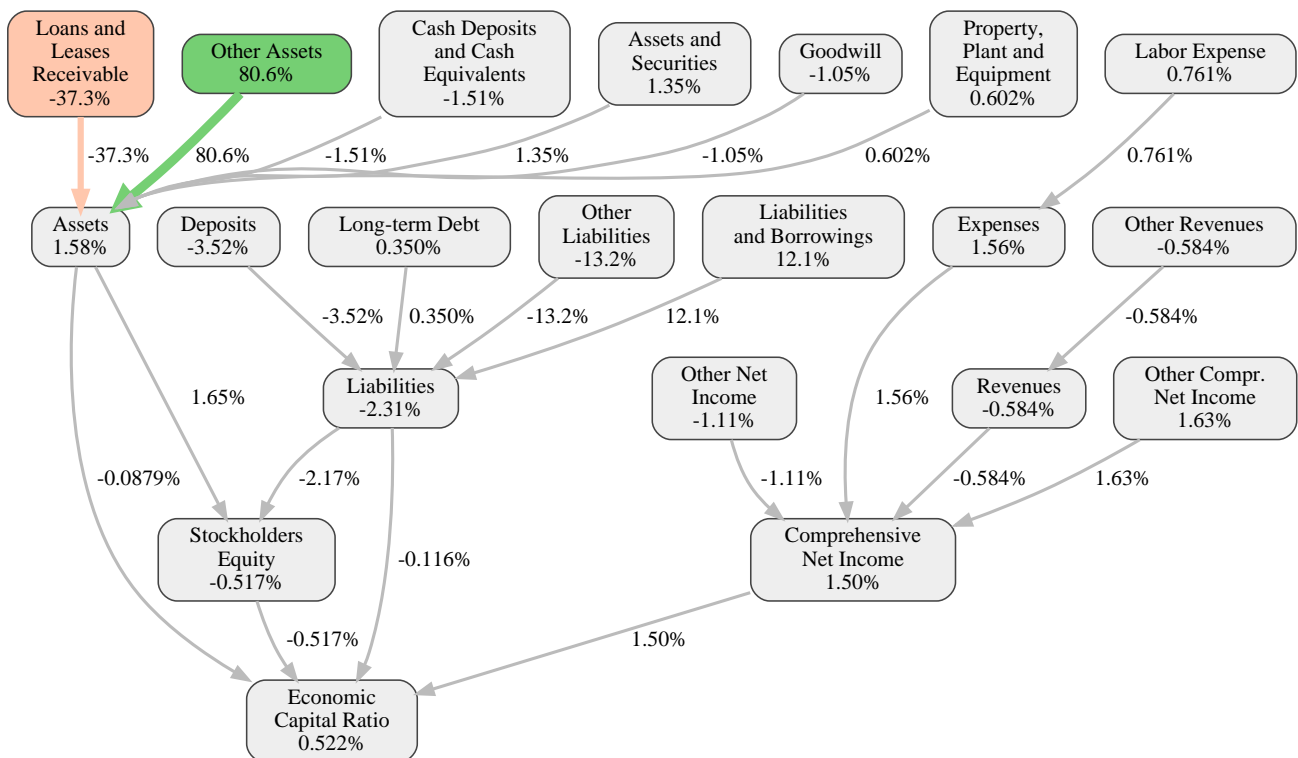 Loans and
Leases
Receivable
-37.3%
Other Assets
80.6%
Cash Deposits
and Cash
Equivalents
-1.51%
Assets and
Securities
1.35%
Goodwill
-1.05%
Property,
Plant and
Equipment
0.602%
Labor Expense
0.761%
-37.3%
80.6%
-1.51%
1.35%
-1.05%
0.602%
0.761%
Assets
1.58%
Deposits
-3.52%
Long-term Debt
0.350%
Other
Liabilities
-13.2%
Liabilities
and Borrowings
12.1%
Expenses
1.56%
Other Revenues
-0.584%
-3.52%
0.350%
-13.2%
12.1%
-0.584%
Liabilities
-2.31%
Other Net
Income
-1.11%
Revenues
-0.584%
Other Compr.
Net Income
1.63%
1.65%
1.56%
-0.0879%
-2.17%
-1.11%
-0.584%
1.63%
Stockholders
Equity
-0.517%
-0.116%
Comprehensive
Net Income
1.50%
-0.517%
1.50%
Economic
Capital Ratio
0.522%